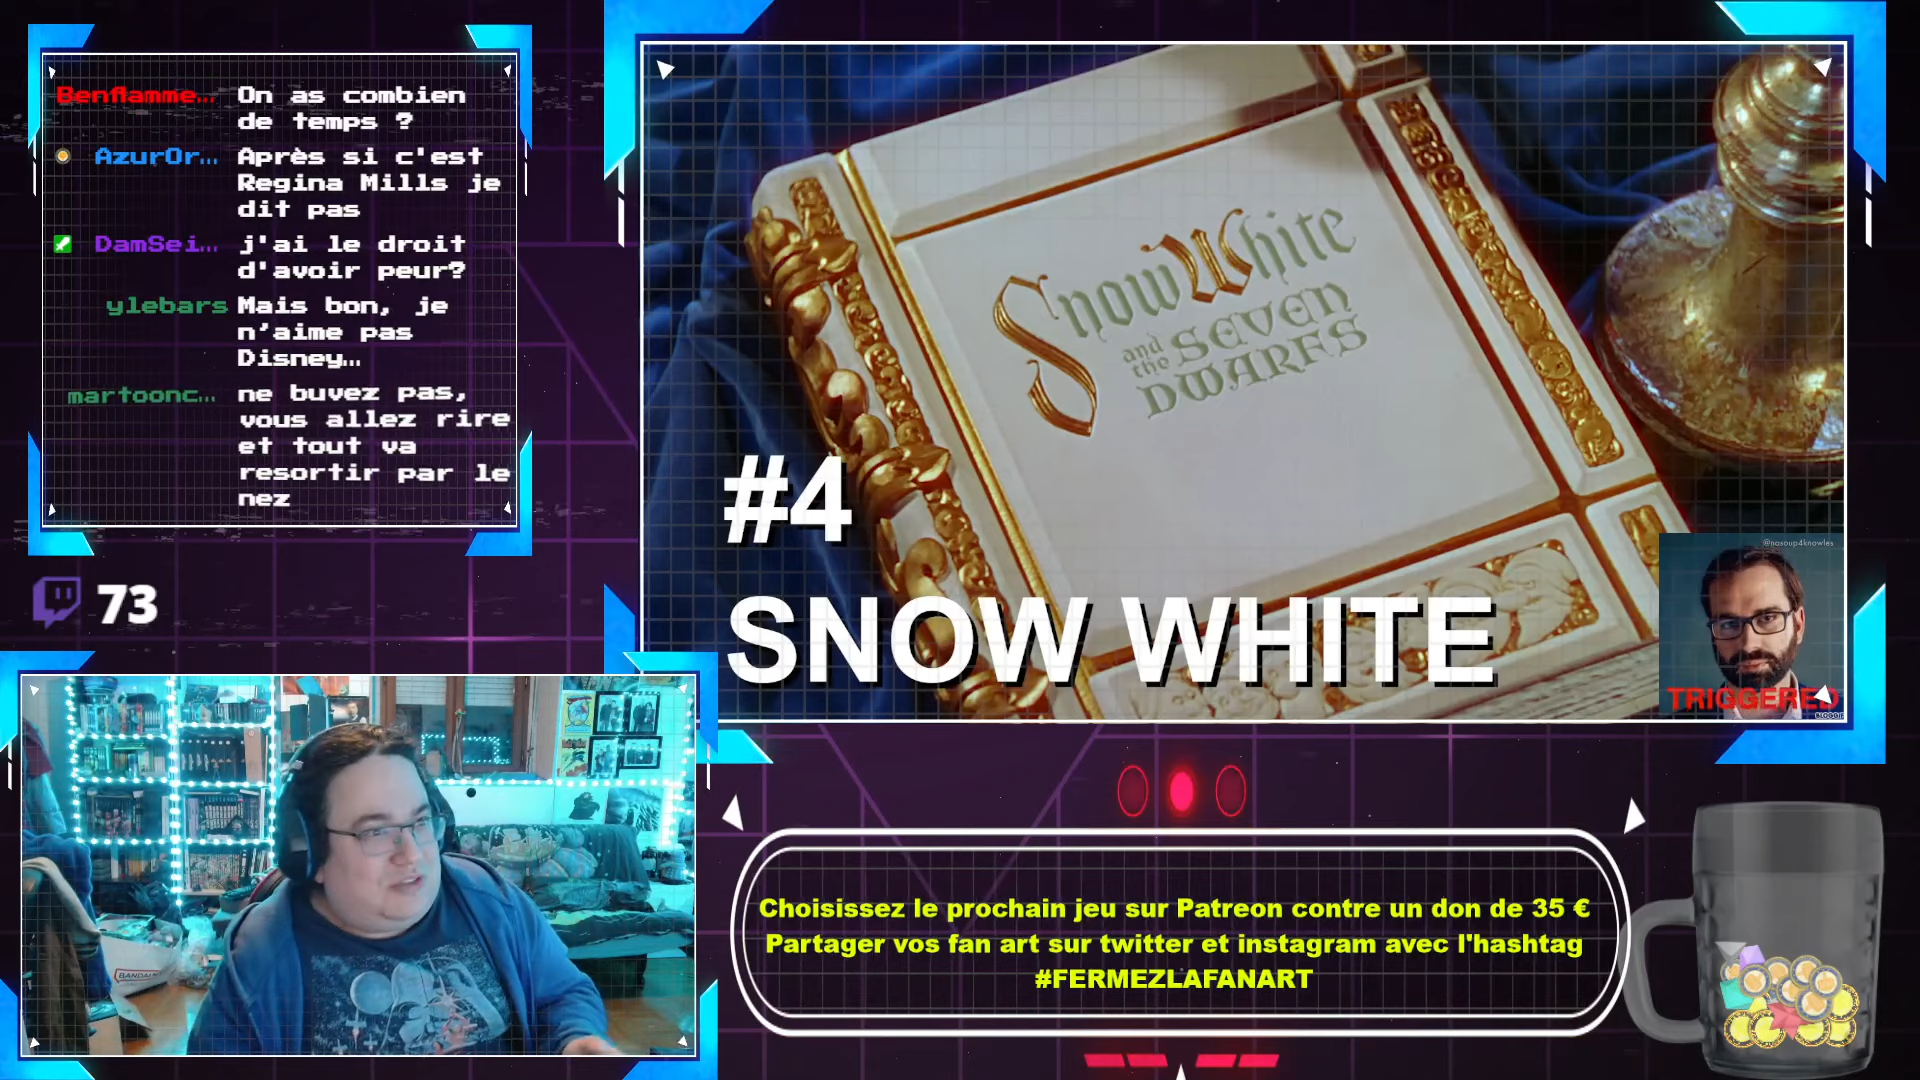 Benflamme... On as combien
de temps ?
AzurOr... Après si c'est
Regina Mills je
dit pas
DamSei... j'ai le droit
d'avoir peur?
ylebars Mais bon, je
n'aime pas
Disney...
martoonc... ne buvez pas,
vous allez rire
et tout va
resortir par le
nez
73
Snow White
and the SEVEN
DWARFS
#4
SNOW WHITE
@nasoup4knowles
TRIGGERED
BANDAI
Choisissez le prochain jeu sur Patreon contre un don de 35 €
Partager vos fan art sur twitter et instagram avec l'hashtag
#FERMEZLAFANART